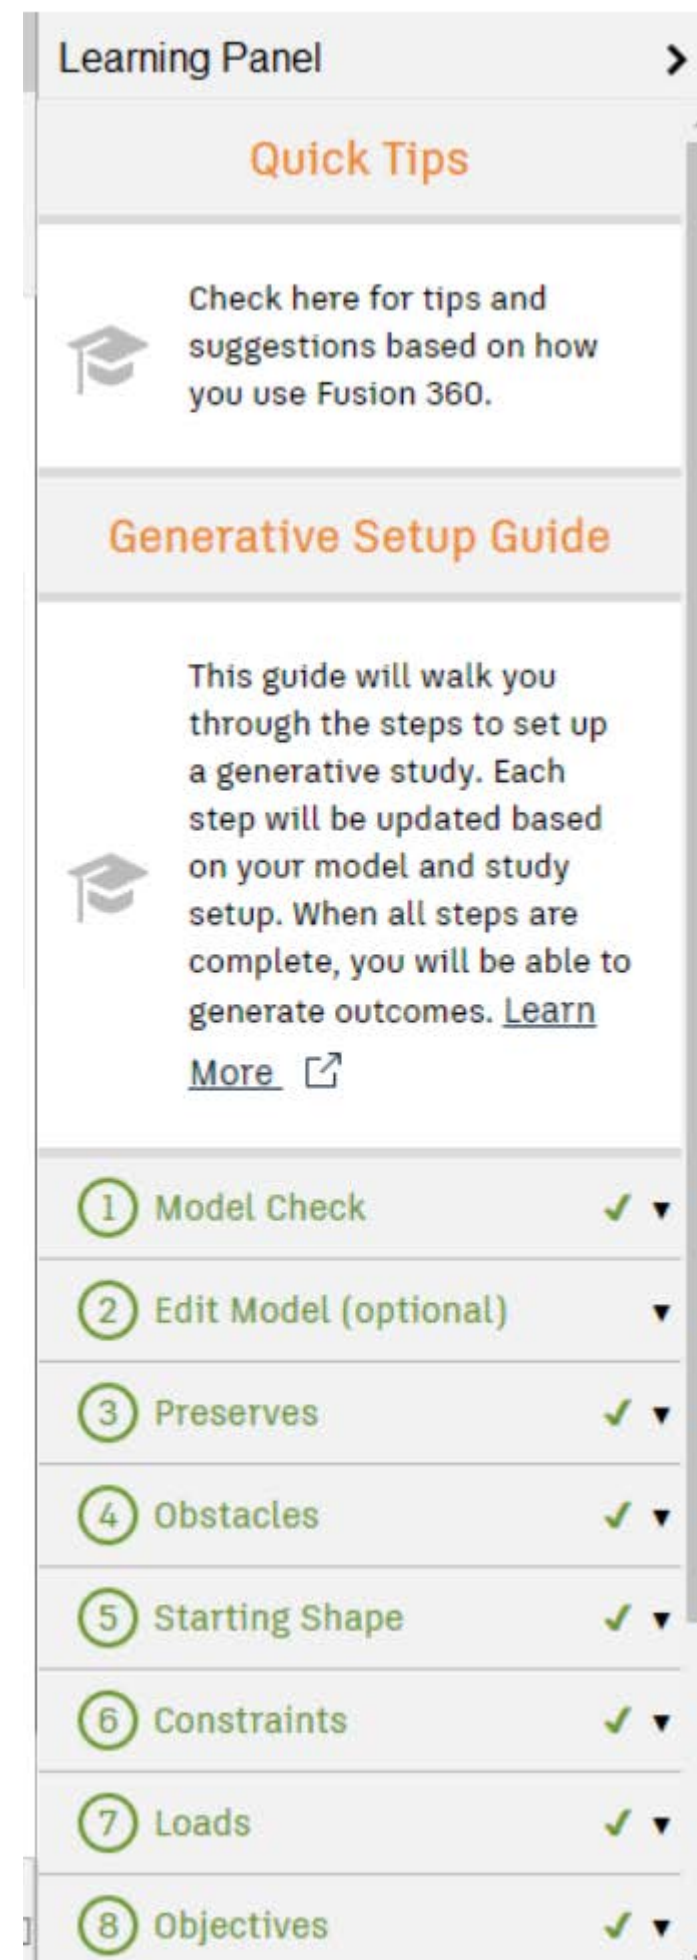 Learning Panel
Quick Tips
Check here for tips and
suggestions based on how
you use Fusion 360.
Generative Setup Guide
This guide will walk you
through the steps to set up
a generative study. Each
step will be updated based
on your model and study
setup. When all steps are
complete, you will be able to
generate outcomes. Learn
More
1 Model Check
2 Edit Model (optional)
3 Preserves
4 Obstacles
5 Starting Shape
6 Constraints
7 Loads
8 Objectives